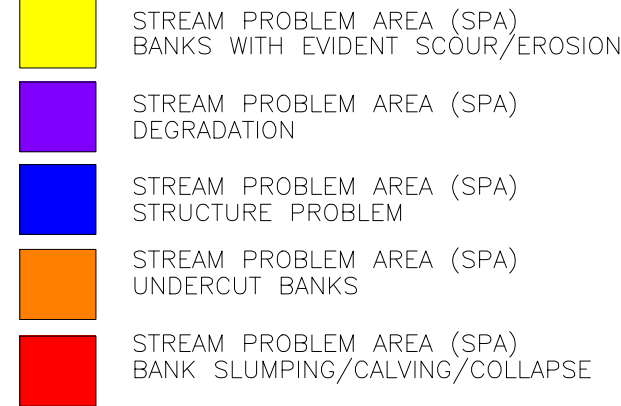 STREAM PROBLEM AREA (SPA)
BANKS WITH EVIDENT SCOUR/EROSION
STREAM PROBLEM AREA (SPA)
DEGRADATION
STREAM PROBLEM AREA (SPA)
STRUCTURE PROBLEM
STREAM PROBLEM AREA (SPA)
UNDERCUT BANKS
STREAM PROBLEM AREA (SPA)
BANK SLUMPING/CALVING/COLLAPSE